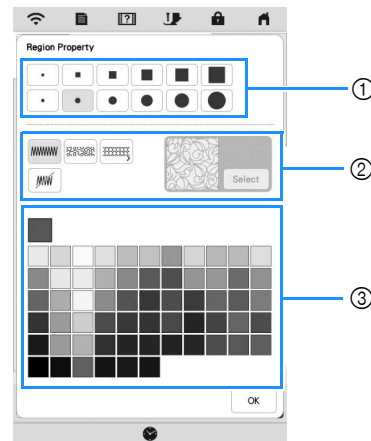 Region Property
①
②
Select
③
OK